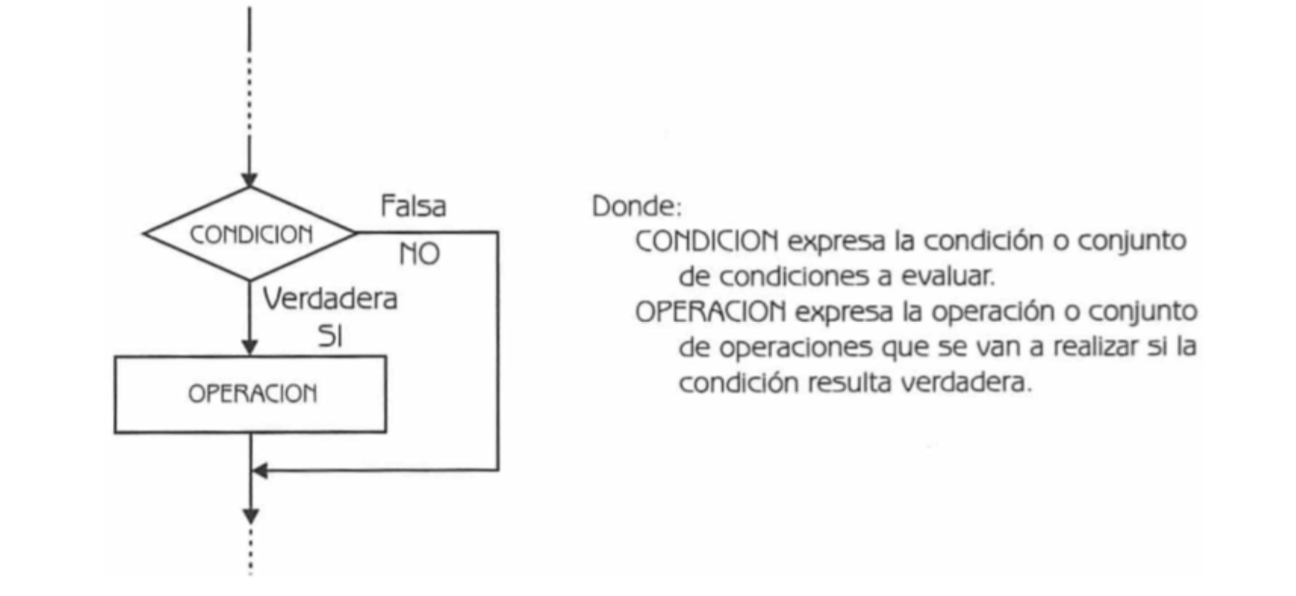 Falsa
CONDICION
NO
Verdadera
SI
OPERACION
Donde:
CONDICION expresa la condición o conjunto
de condiciones a evaluar.
OPERACION expresa la operación o conjunto
de operaciones que se van a realizar si la
condición resulta verdadera.